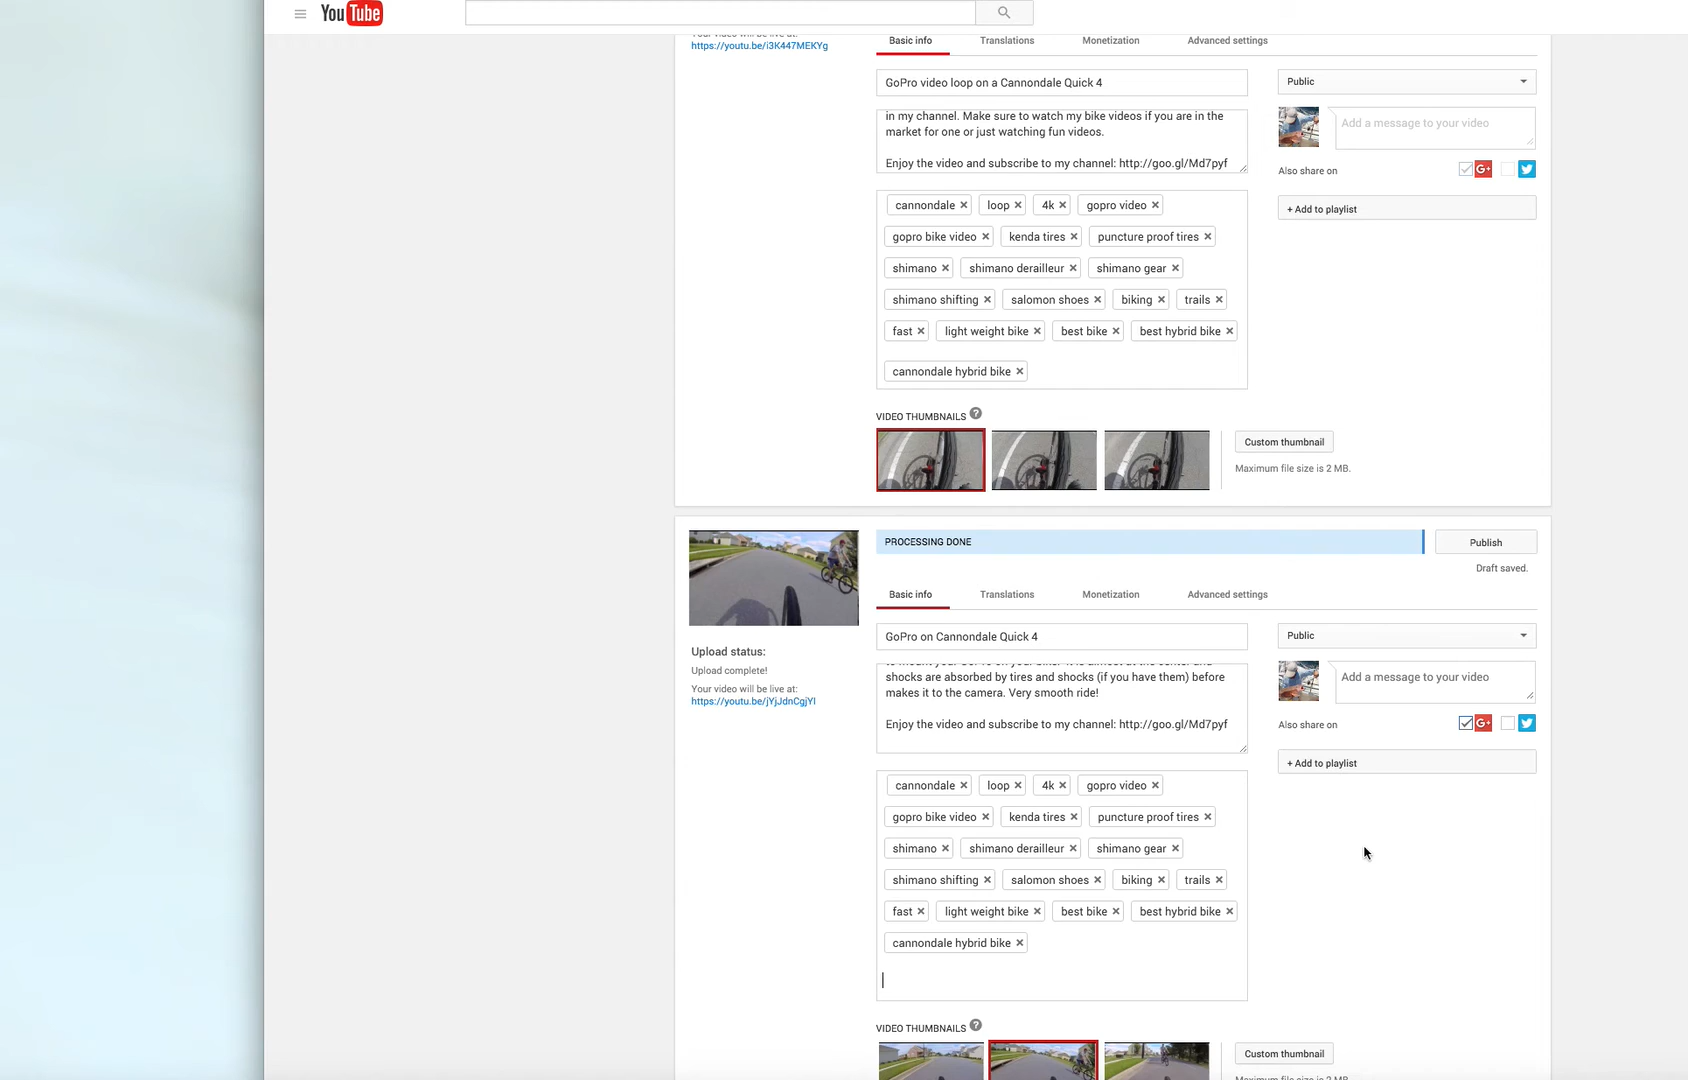 You Tube
https://youtu.be/i3K447MEKYg
Basic info Translations Monetization Advanced settings
GoPro video loop on a Cannondale Quick 4
Public
in my channel. Make sure to watch my bike videos if you are in the
market for one or just watching fun videos.
Enjoy the video and subscribe to my channel: http://goo.gl/Md7pyf
Add a message to your video
Also share on
G+
+ Add to playlist
cannondale × loop × 4k × gopro video ×
gopro bike video × kenda tires × puncture proof tires ×
shimano × shimano derailleur × shimano gear ×
shimano shifting × salomon shoes × biking × trails ×
fast × light weight bike × best bike × best hybrid bike ×
cannondale hybrid bike ×
VIDEO THUMBNAILS ?
Custom thumbnail
Maximum file size is 2 MB.
PROCESSING DONE
Publish
Draft saved.
Basic info Translations Monetization Advanced settings
Upload status:
Upload complete!
Your video will be live at:
https://youtu.be/jYjJdnCgjYI
GoPro on Cannondale Quick 4
Public
shocks are absorbed by tires and shocks (if you have them) before
makes it to the camera. Very smooth ride!
Enjoy the video and subscribe to my channel: http://goo.gl/Md7pyf
Add a message to your video
Also share on
G+
+ Add to playlist
cannondale × loop × 4k × gopro video ×
gopro bike video × kenda tires × puncture proof tires ×
shimano × shimano derailleur × shimano gear ×
shimano shifting × salomon shoes × biking × trails ×
fast × light weight bike × best bike × best hybrid bike ×
cannondale hybrid bike ×
VIDEO THUMBNAILS ?
Custom thumbnail